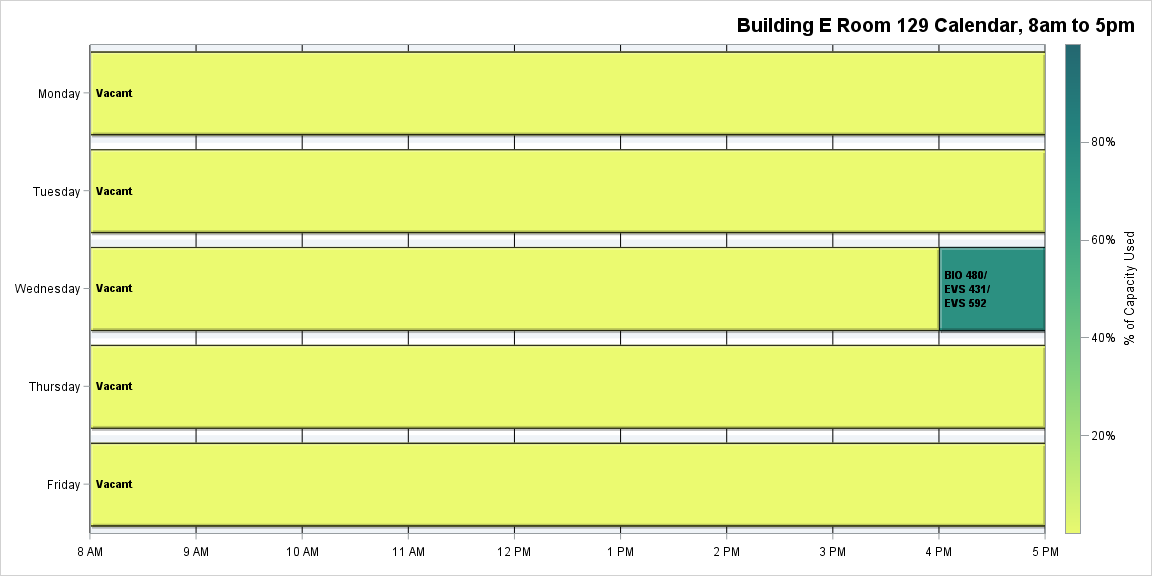 Building E Room 129 Calendar, 8am to 5pm
Monday
Vacant
Tuesday
Vacant
Wednesday
Vacant
BIO 480/
EVS 431/
EVS 592
Thursday
Vacant
Friday
Vacant
8 AM
9 AM
10 AM
11 AM
12 PM
1 PM
2 PM
3 PM
4 PM
5 PM
80%
60%
40%
20%
% of Capacity Used